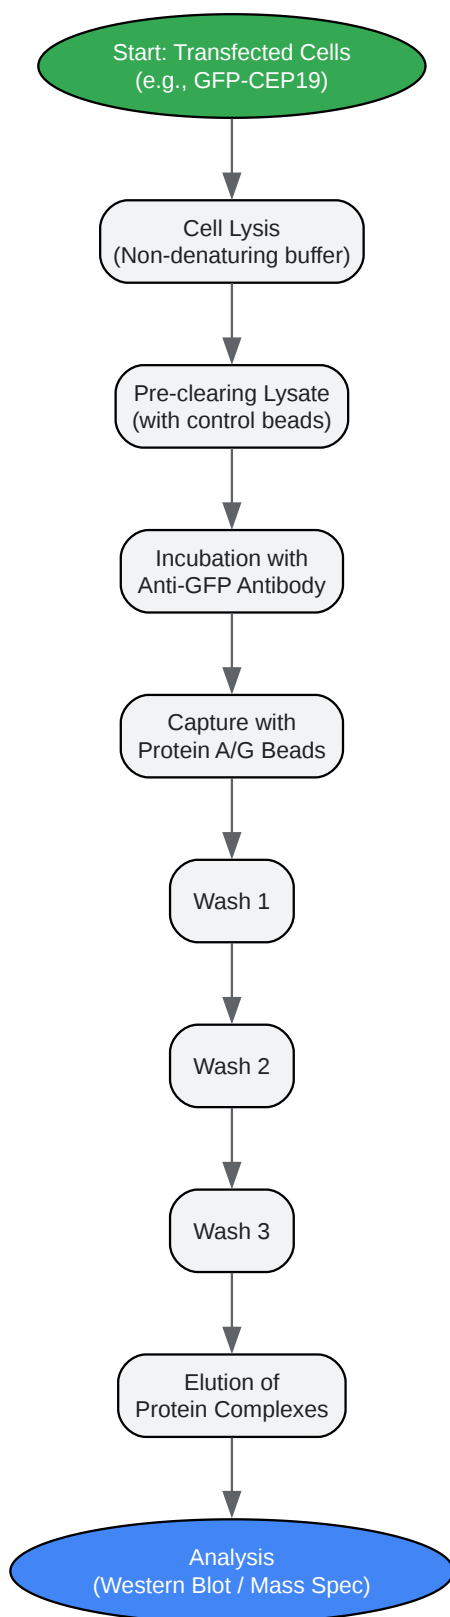 Start: Transfected Cells
(e.g., GFP-CEP19)
Cell Lysis
(Non-denaturing buffer)
Pre-clearing Lysate
(with control beads)
Incubation with
Anti-GFP Antibody
Capture with
Protein A/G Beads
Wash 1
Wash 2
Wash 3
Elution of
Protein Complexes
Analysis
(Western Blot / Mass Spec)